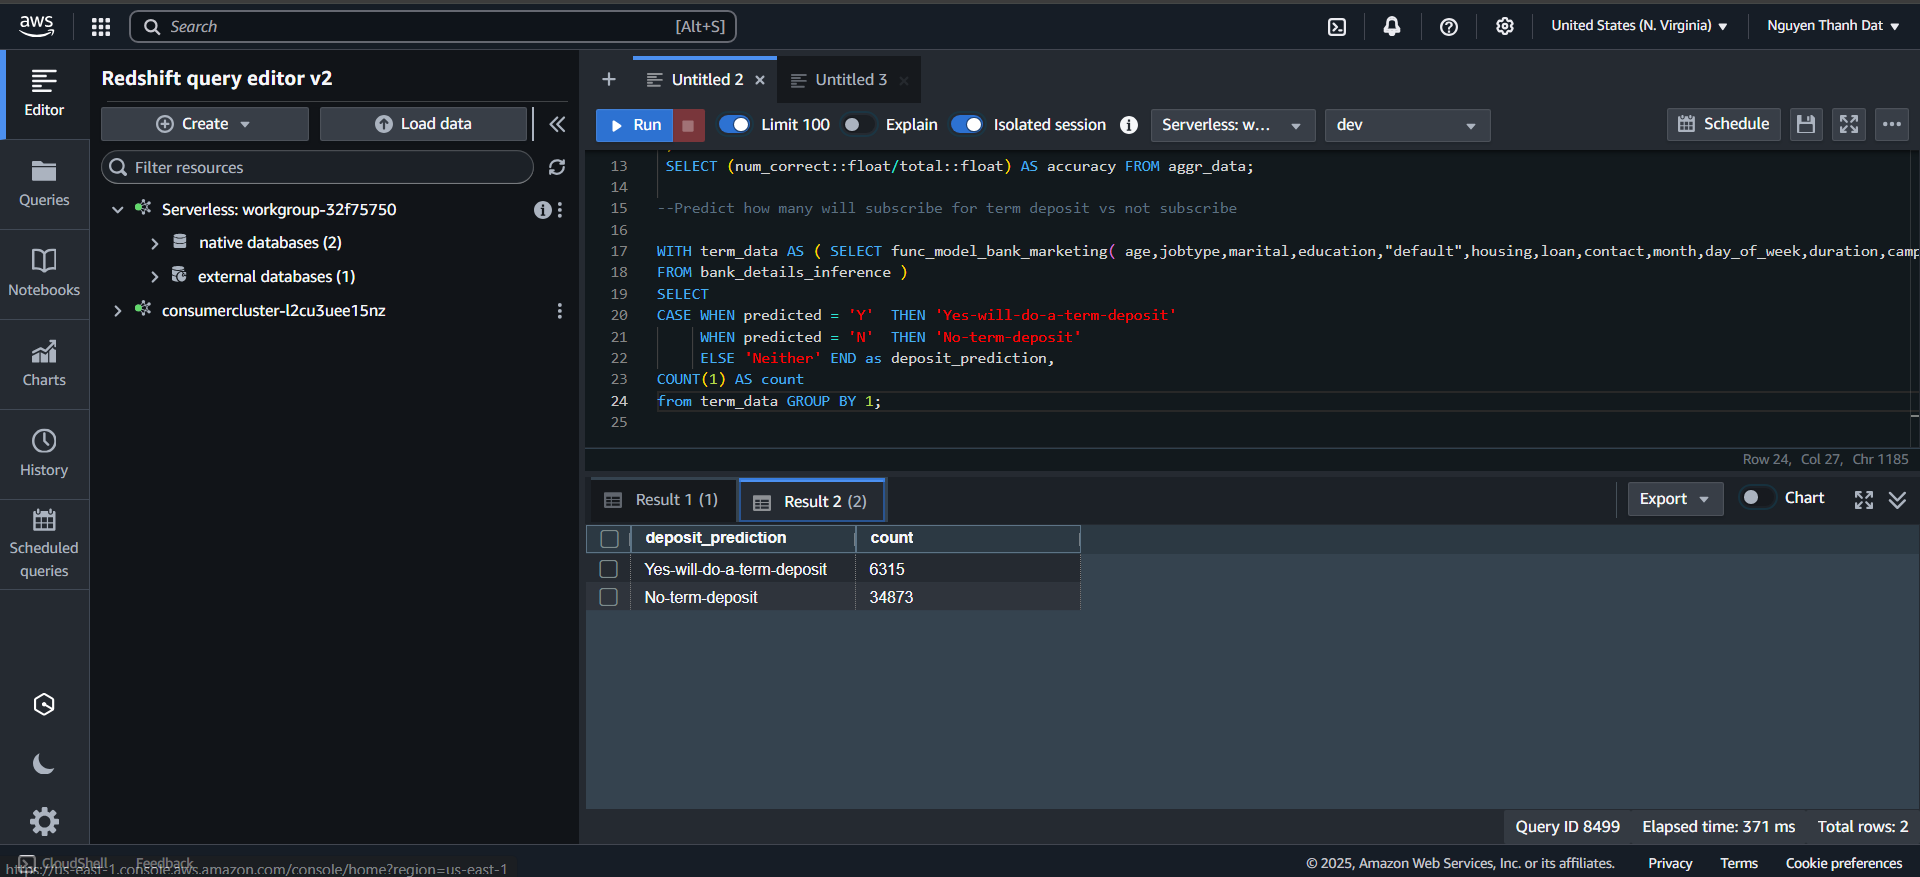 aws
Search [Alt+S]
United States (N. Virginia)
Nguyen Thanh Dat
Editor
Queries
Notebooks
Charts
History
Scheduled queries
Redshift query editor v2
Create
Load data
Filter resources
Serverless: workgroup-32f75750
native databases (2)
external databases (1)
consumercluster-l2cu3uee15nz
Untitled 2
Untitled 3
Run
Limit 100
Explain
Isolated session
Serverless: w...
dev
Schedule
13 SELECT (num_correct::float/total::float) AS accuracy FROM aggr_data;
14
15 --Predict how many will subscribe for term deposit vs not subscribe
16
17 WITH term_data AS ( SELECT func_model_bank_marketing( age,jobtype,marital,education,"default",housing,loan,contact,month,day_of_week,duration,camp
18 FROM bank_details_inference )
19 SELECT
20 CASE WHEN predicted = 'Y'  THEN 'Yes-will-do-a-term-deposit'
21 WHEN predicted = 'N'  THEN 'No-term-deposit'
22 ELSE 'Neither' END as deposit_prediction,
23 COUNT(1) AS count
24 from term_data GROUP BY 1;
25
Row 24, Col 27, Chr 1185
Result 1 (1)
Result 2 (2)
Export
Chart
deposit_prediction count
Yes-will-do-a-term-deposit 6315
No-term-deposit 34873
Query ID 8499 Elapsed time: 371 ms Total rows: 2
CloudShell Feedback
https://us-east-1.console.aws.amazon.com/console/home?region=us-east-1
© 2025, Amazon Web Services, Inc. or its affiliates. Privacy Terms Cookie preferences